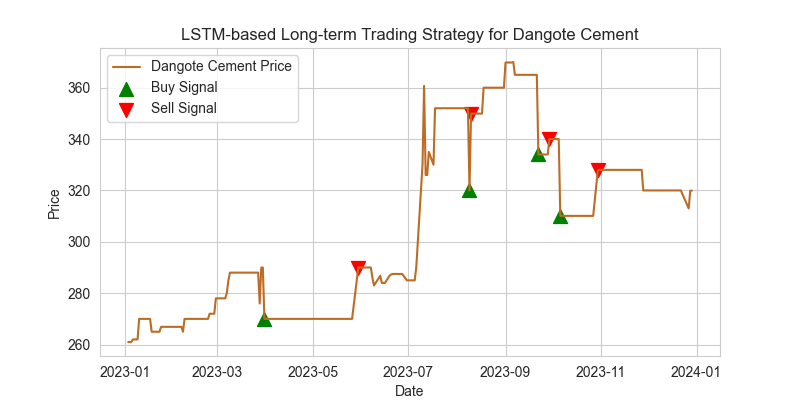 LSTM-based Long-term Trading Strategy for Dangote Cement
Dangote Cement Price
Buy Signal
Sell Signal
Price
360
340
320
300
280
260
2023-01
2023-03
2023-05
2023-07
2023-09
2023-11
2024-01
Date